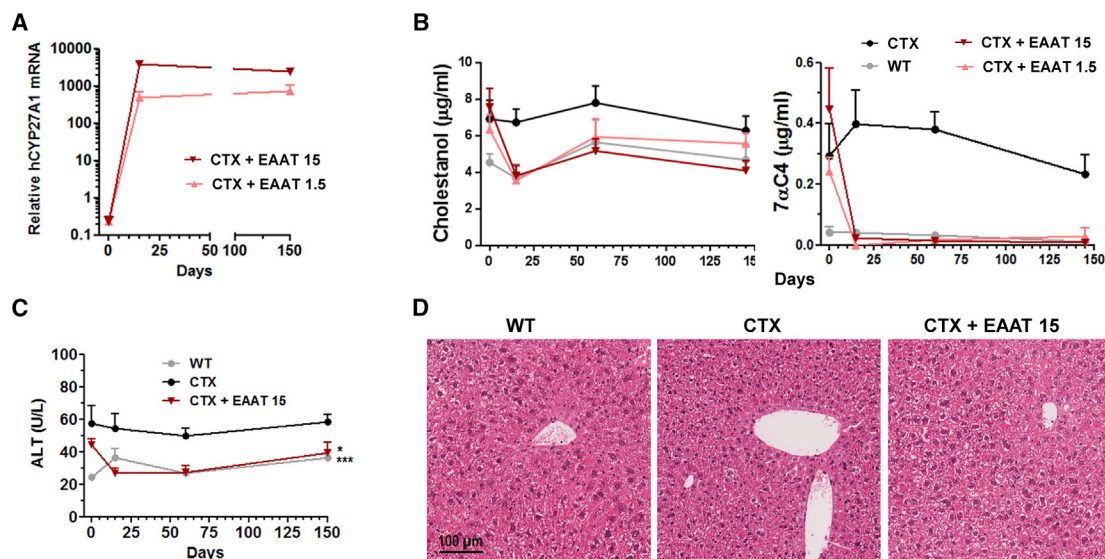 A
Relative hCYP27A1 mRNA
10000
1000
100
10
1
0.1
CTX + EAAT 15
CTX + EAAT 1.5
0 50 100 150
Days
B
Cholestanol (µg/ml)
10
8
6
4
2
0
0 25 50 75 100 125 15
CTX
WT
CTX + EAAT 15
CTX + EAAT 1.5
7αC4 (µg/ml)
0.6
0.4
0.2
0.0
0 25 50 75 100 125 150
Days
C
ALT (U/L)
100
80
60
40
20
0
WT
CTX
CTX + EAAT 15
*
***
0 25 50 75 100 125 150
Days
D
WT CTX CTX + EAAT 15
100 µm